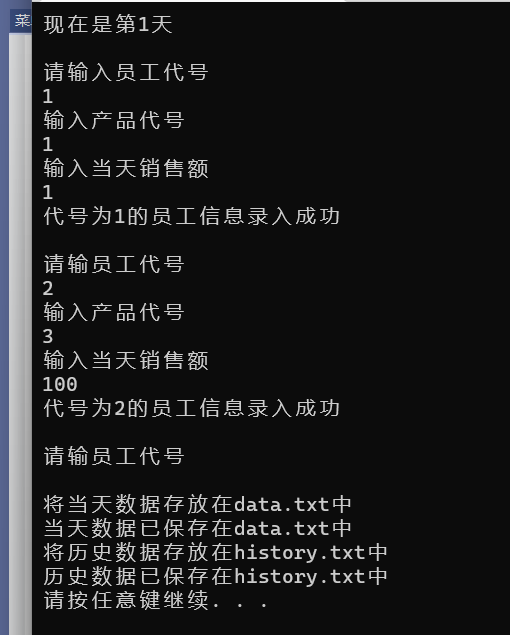 菜
现在是第1天
请输入员工代号
1
输入产品代号
1
输入当天销售额
1
代号为1的员工信息录入成功
请输员工代号
2
输入产品代号
3
输入当天销售额
100
代号为2的员工信息录入成功
请输员工代号
将当天数据存放在data.txt中
当天数据已保存在data.txt中
将历史数据存放在history.txt中
历史数据已保存在history.txt中
请按任意键继续. . .